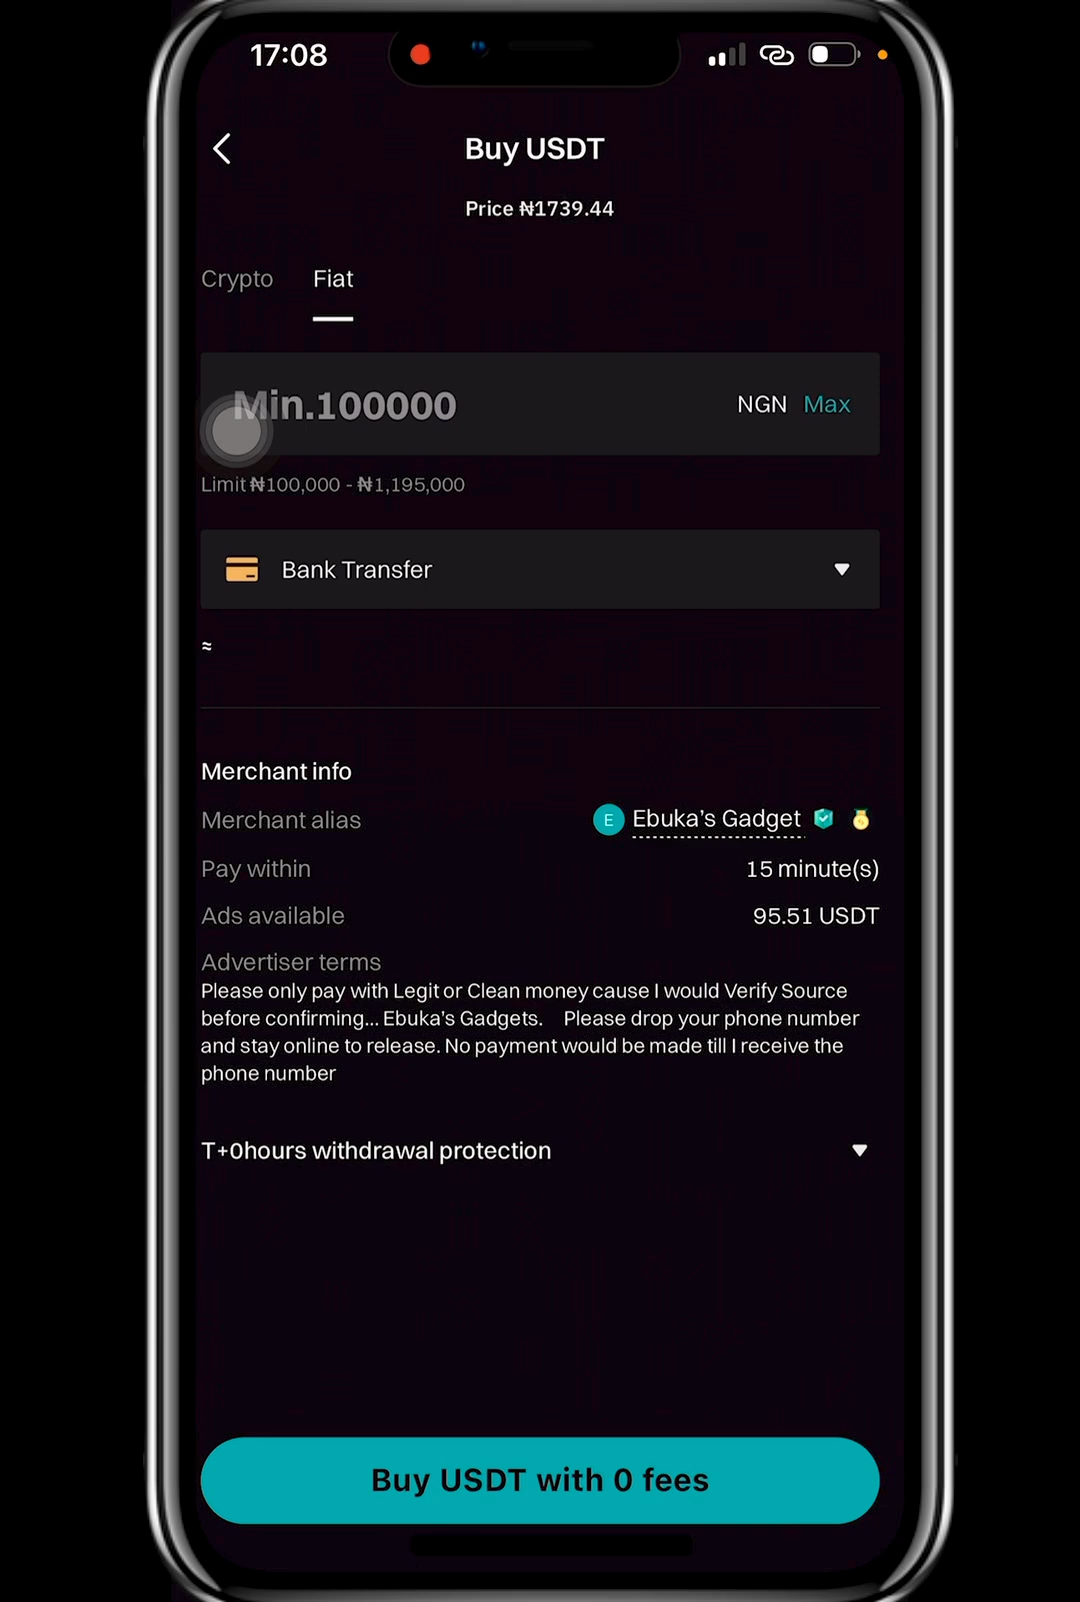 17:08
Buy USDT
Price ₦1739.44
Crypto Fiat
Min.100000 NGN Max
Limit ₦100,000 - ₦1,195,000
Bank Transfer
≈
Merchant info
Merchant alias E Ebuka's Gadget
Pay within 15 minute(s)
Ads available 95.51 USDT
Advertiser terms
Please only pay with Legit or Clean money cause I would Verify Source
before confirming... Ebuka's Gadgets. Please drop your phone number
and stay online to release. No payment would be made till I receive the
phone number
T+0hours withdrawal protection
Buy USDT with 0 fees